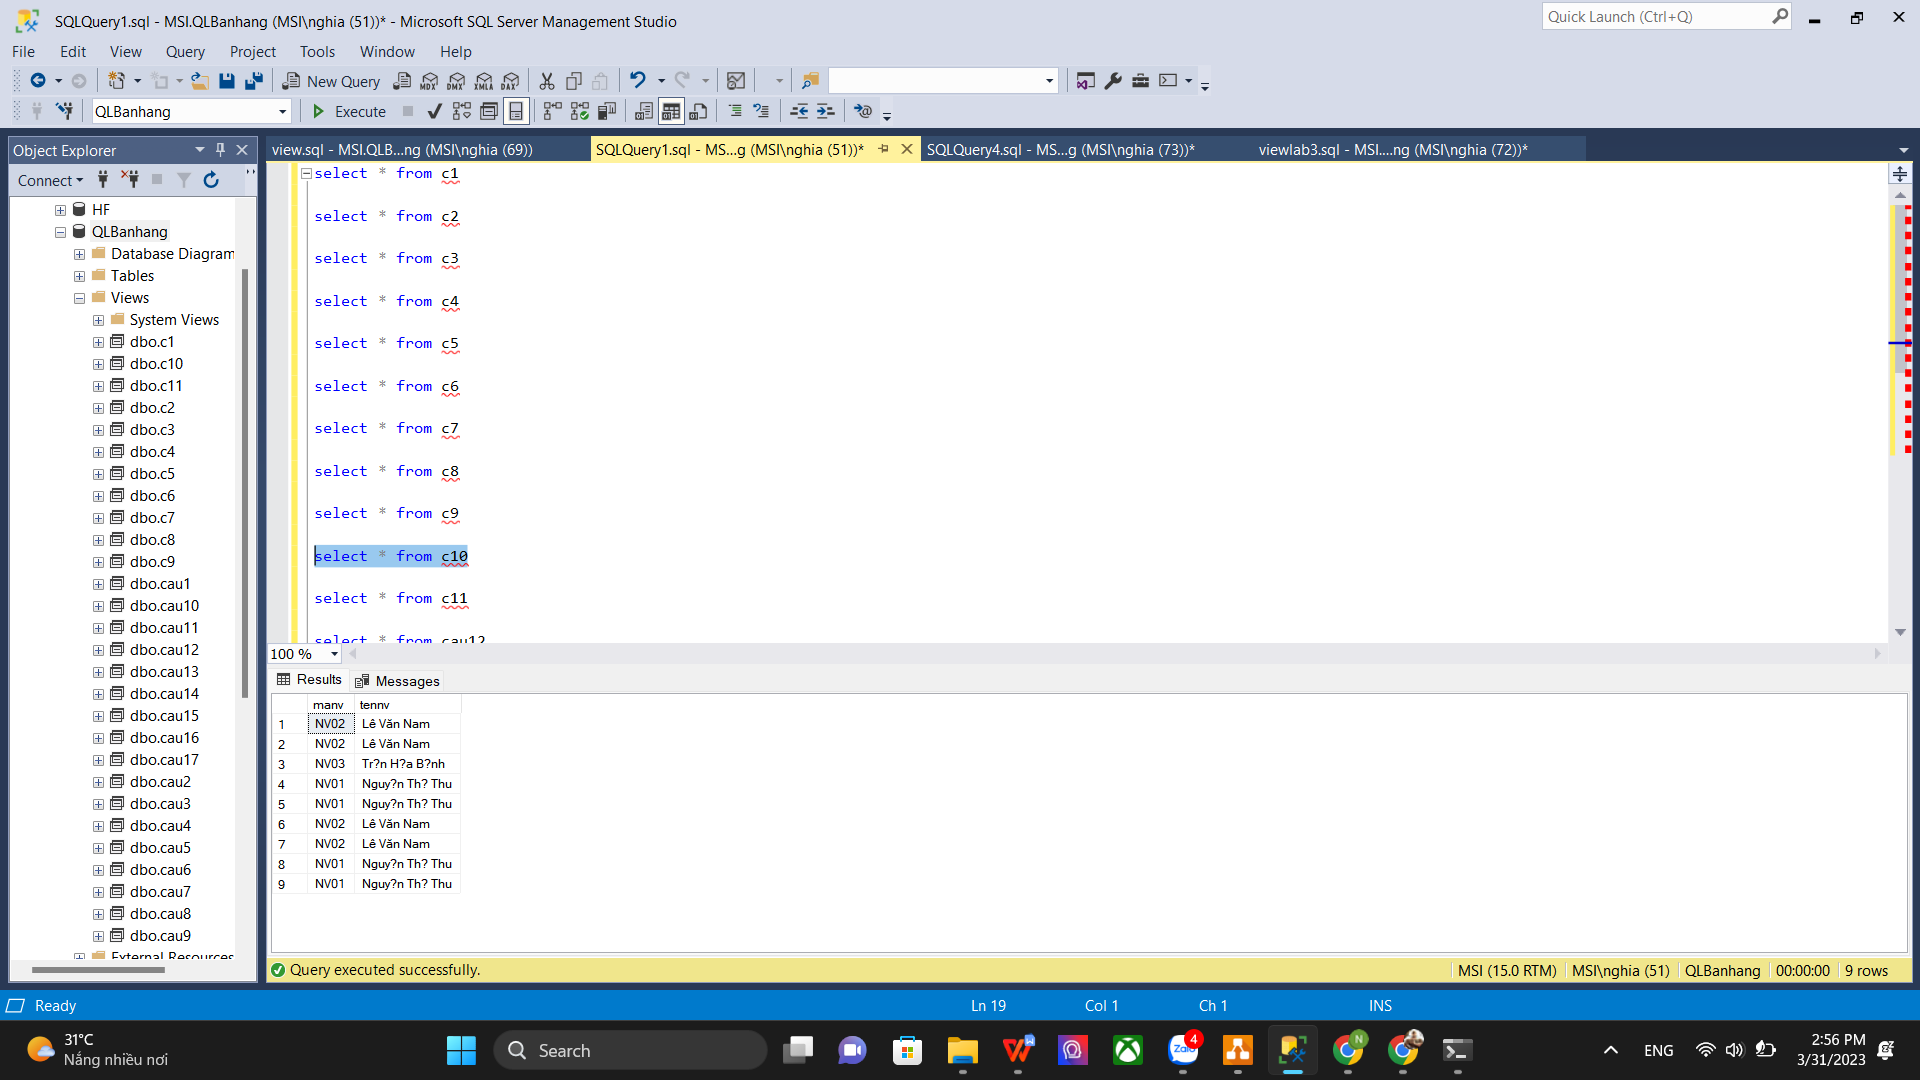 SQLQuery1.sql - MSI.QLBanhang (MSI\nghia (51))* - Microsoft SQL Server Management Studio
Quick Launch (Ctrl+Q)
File Edit View Query Project Tools Window Help
New Query MDX DMX XMLA DAX
QLBanhang Execute
Object Explorer
view.sql - MSI.QLB...ng (MSI\nghia (69)) SQLQuery1.sql - MS...g (MSI\nghia (51))* SQLQuery4.sql - MS...g (MSI\nghia (73))* viewlab3.sql - MSI....ng (MSI\nghia (72))*
Connect
HF
QLBanhang
Database Diagram
Tables
Views
System Views
dbo.c1
dbo.c10
dbo.c11
dbo.c2
dbo.c3
dbo.c4
dbo.c5
dbo.c6
dbo.c7
dbo.c8
dbo.c9
dbo.cau1
dbo.cau10
dbo.cau11
dbo.cau12
dbo.cau13
dbo.cau14
dbo.cau15
dbo.cau16
dbo.cau17
dbo.cau2
dbo.cau3
dbo.cau4
dbo.cau5
dbo.cau6
dbo.cau7
dbo.cau8
dbo.cau9
External Resources
select * from c1
select * from c2
select * from c3
select * from c4
select * from c5
select * from c6
select * from c7
select * from c8
select * from c9
select * from c10
select * from c11
select * from cau12
100 %
Results Messages
manv tennv
1 NV02 Lê Văn Nam
2 NV02 Lê Văn Nam
3 NV03 Tr?n H?a B?nh
4 NV01 Nguy?n Th? Thu
5 NV01 Nguy?n Th? Thu
6 NV02 Lê Văn Nam
7 NV02 Lê Văn Nam
8 NV01 Nguy?n Th? Thu
9 NV01 Nguy?n Th? Thu
Query executed successfully. MSI (15.0 RTM) MSI\nghia (51) QLBanhang 00:00:00 9 rows
Ready Ln 19 Col 1 Ch 1 INS
31°C
Nắng nhiều nơi
Search
Zalo 4
N
ENG
2:56 PM
3/31/2023